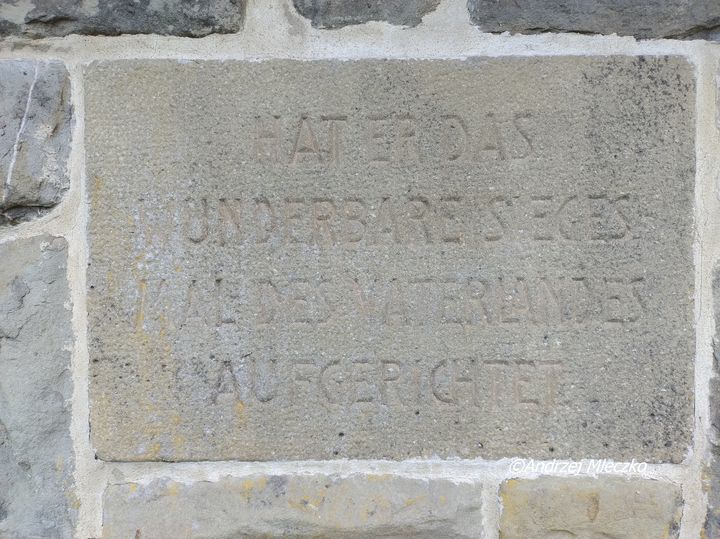 HAT ER DAS
WUNDERBARE SIEGES-
MAL DES VATERLANDES
AUFGERICHTET
©Andrzej Mleczko